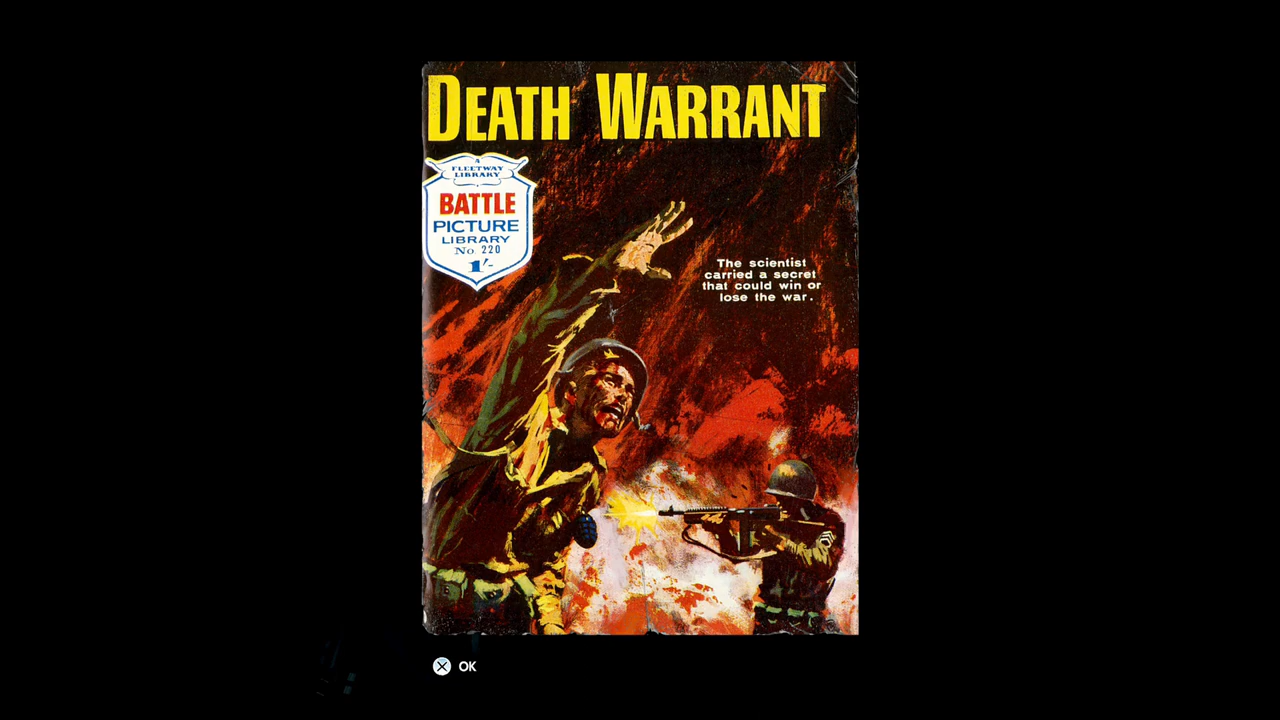 DEATH WARRANT
A
FLEETWAY
LIBRARY
BATTLE
PICTURE
LIBRARY
No 220
1/-
The scientist
carried a secret
that could win or
lose the war.
OK